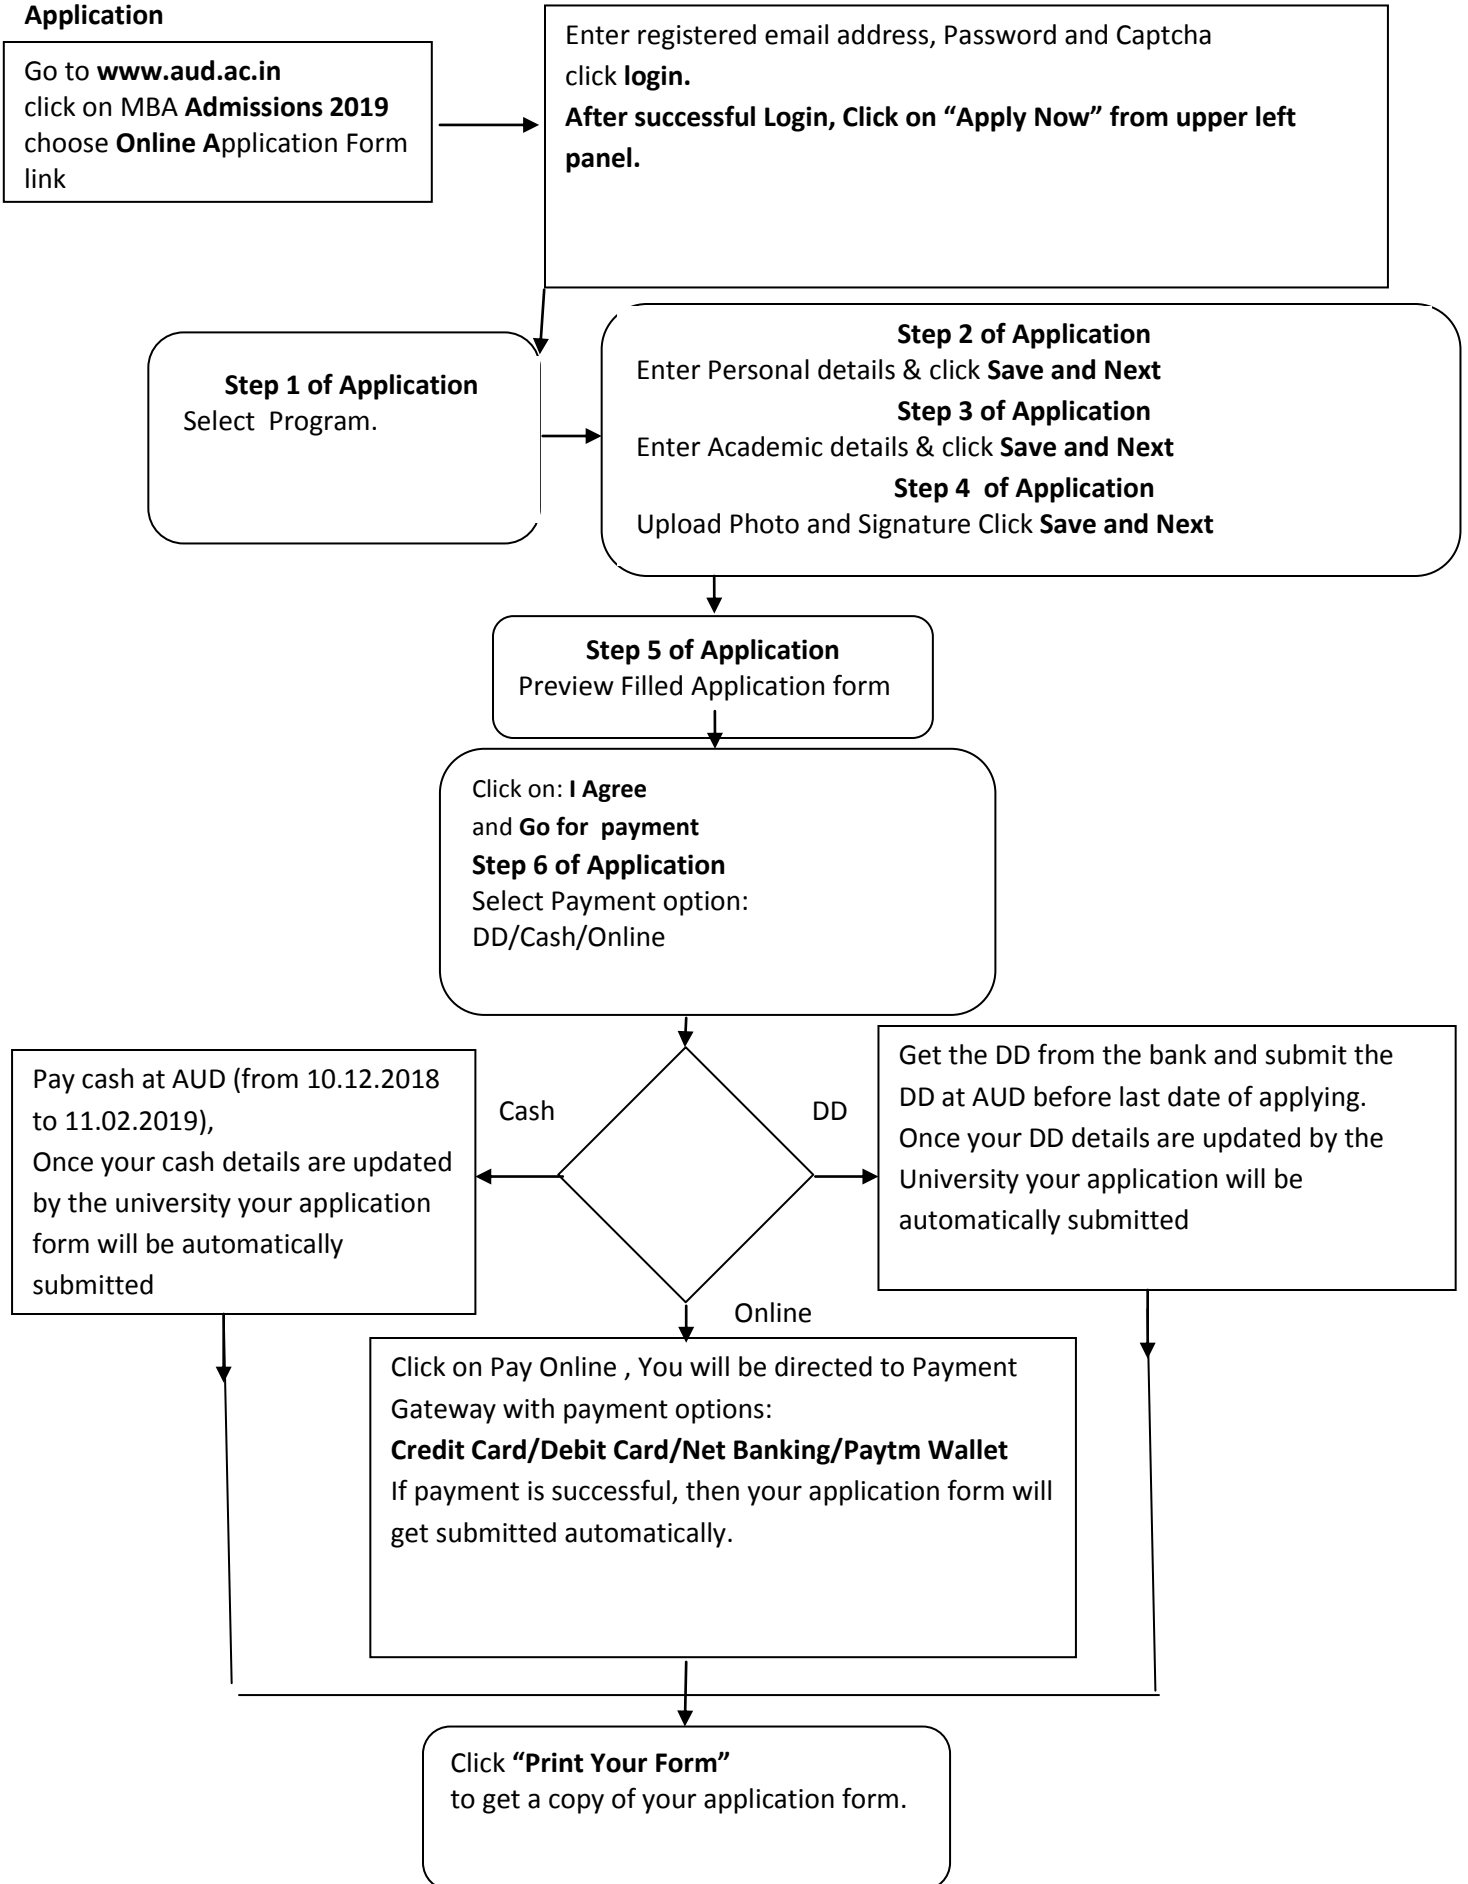 Application
Go to www.aud.ac.in
click on MBA Admissions 2019
choose Online Application Form
link
Enter registered email address, Password and Captcha
click login.
After successful Login, Click on “Apply Now” from upper left
panel.
Step 1 of Application
Select  Program.
Step 2 of Application
Enter Personal details & click Save and Next
Step 3 of Application
Enter Academic details & click Save and Next
Step 4  of Application
Upload Photo and Signature Click Save and Next
Step 5 of Application
Preview Filled Application form
Click on: I Agree
and Go for  payment
Step 6 of Application
Select Payment option:
DD/Cash/Online
Pay cash at AUD (from 10.12.2018
to 11.02.2019),
Once your cash details are updated
by the university your application
form will be automatically
submitted
Cash
DD
Get the DD from the bank and submit the
DD at AUD before last date of applying.
Once your DD details are updated by the
University your application will be
automatically submitted
Online
Click on Pay Online , You will be directed to Payment
Gateway with payment options:
Credit Card/Debit Card/Net Banking/Paytm Wallet
If payment is successful, then your application form will
get submitted automatically.
Click “Print Your Form”
to get a copy of your application form.